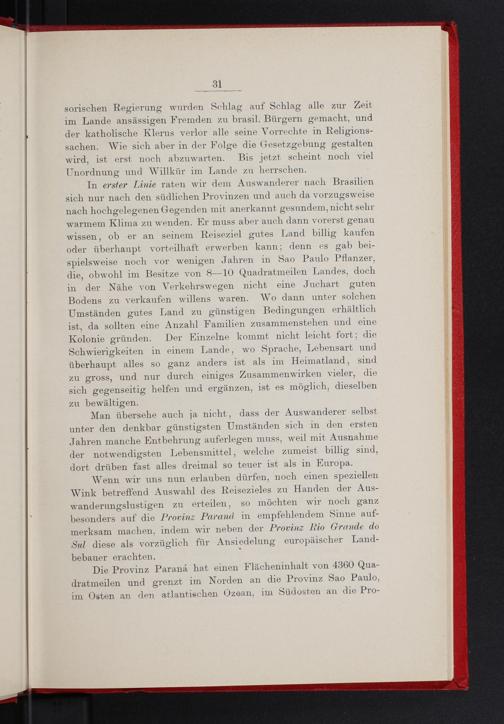 31
sorischen Regierung wurden Schlag auf Schlag alle zur Zeit
im Lande ansässigen Fremden zu brasil. Bürgern gemacht, und
der katholische Klerus verlor alle seine Vorrechte in Religions-
sachen. Wie sich aber in der Folge die Gesetzgebung gestalten
wird, ist erst noch abzuwarten. Bis jetzt scheint noch viel
Unordnung und Willkür im Lande zu herrschen.
In erster Linie raten wir dem Auswanderer nach Brasilien
sich nur nach den südlichen Provinzen und auch da vorzugsweise
nach hochgelegenen Gegenden mit anerkannt gesundem, nicht sehr
warmem Klima zu wenden. Er muss aber auch dann vorerst genau
wissen, ob er an seinem Reiseziel gutes Land billig kaufen
oder überhaupt vorteilhaft erwerben kann; denn es gab bei-
spielsweise noch vor wenigen Jahren in Sao Paulo Pflanzer,
die, obwohl im Besitze von 8—10 Quadratmeilen Landes, doch
in der Nähe von Verkehrswegen nicht eine Juchart guten
Bodens zu verkaufen willens waren. Wo dann unter solchen
Umständen gutes Land zu günstigen Bedingungen erhältlich
ist, da sollten eine Anzahl Familien zusammenstehen und eine
Kolonie gründen. Der Einzelne kommt nicht leicht fort; die
Schwierigkeiten in einem Lande, wo Sprache, Lebensart und
überhaupt alles so ganz anders ist als im Heimatland, sind
zu gross, und nur durch einiges Zusammenwirken vieler, die
sich gegenseitig helfen und ergänzen, ist es möglich, dieselben
zu bewältigen.
Man übersehe auch ja nicht, dass der Auswanderer selbst
unter den denkbar günstigsten Umständen sich in den ersten
Jahren manche Entbehrung auferlegen muss, weil mit Ausnahme
der notwendigsten Lebensmittel, welche zumeist billig sind,
dort drüben fast alles dreimal so teuer ist als in Europa.
Wenn wir uns nun erlauben dürfen, noch einen speziellen
Wink betreffend Auswahl des Reisezieles zu Handen der Aus-
wanderungslustigen zu erteilen, so möchten wir noch ganz
besonders auf die Provinz Paraná in empfehlendem Sinne auf-
merksam machen, indem wir neben der Provinz Rio Grande do
Sul diese als vorzüglich für Ansiedelung europäischer Land-
bebauer erachten.
Die Provinz Paraná hat einen Flächeninhalt von 4360 Qua-
dratmeilen und grenzt im Norden an die Provinz Sao Paulo,
im Osten an den atlantischen Ozean, im Südosten an die Pro-